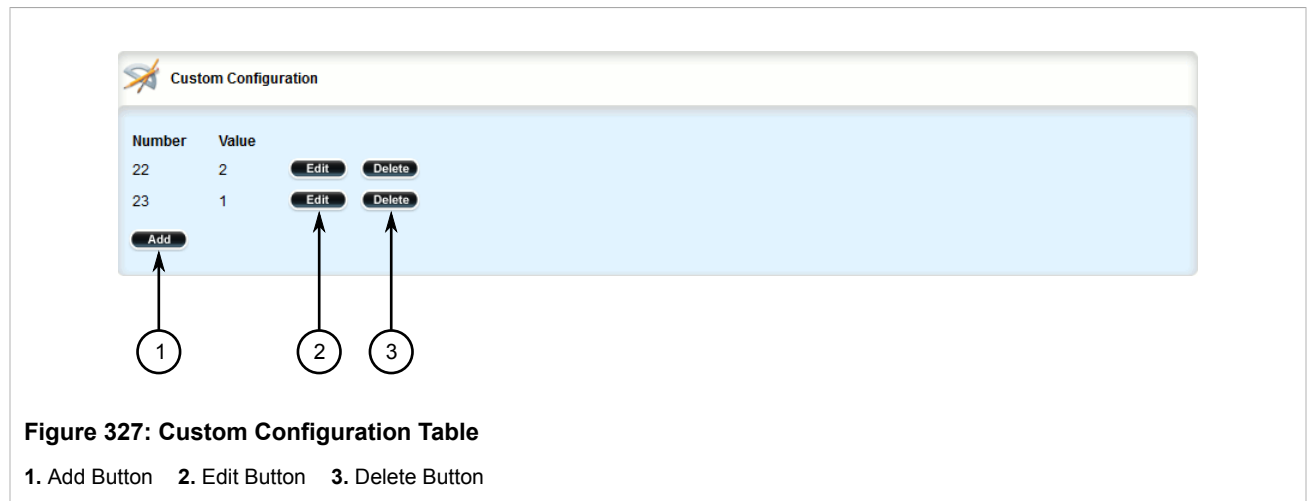 Custom Configuration
Number Value
22 2 Edit Delete
23 1 Edit Delete
Add
1 2 3
Figure 327: Custom Configuration Table
1. Add Button 2. Edit Button 3. Delete Button